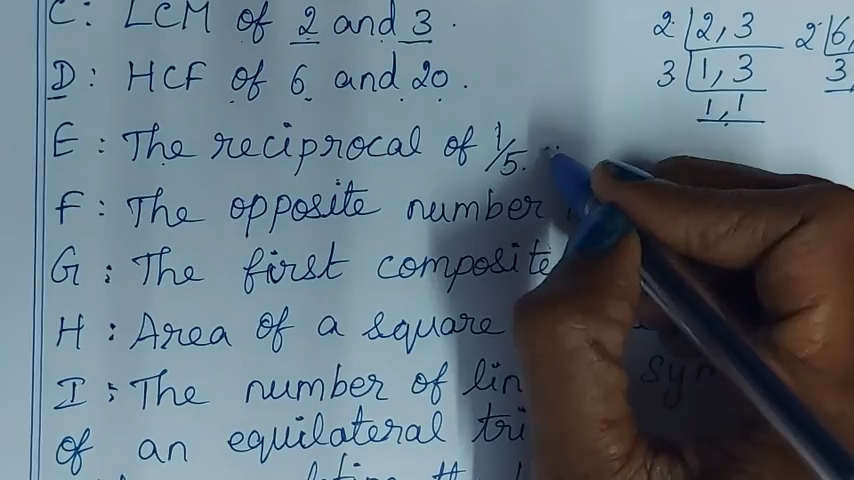 C: LCM of 2 and 3.
D: HCF of 6 and 20.
E: The reciprocal of 1/5.
F: The opposite number
G: The first composite
H: Area of a square
I: The number of
of an equilateral
2 2, 3
3 1, 3
1, 1
2 6,
3